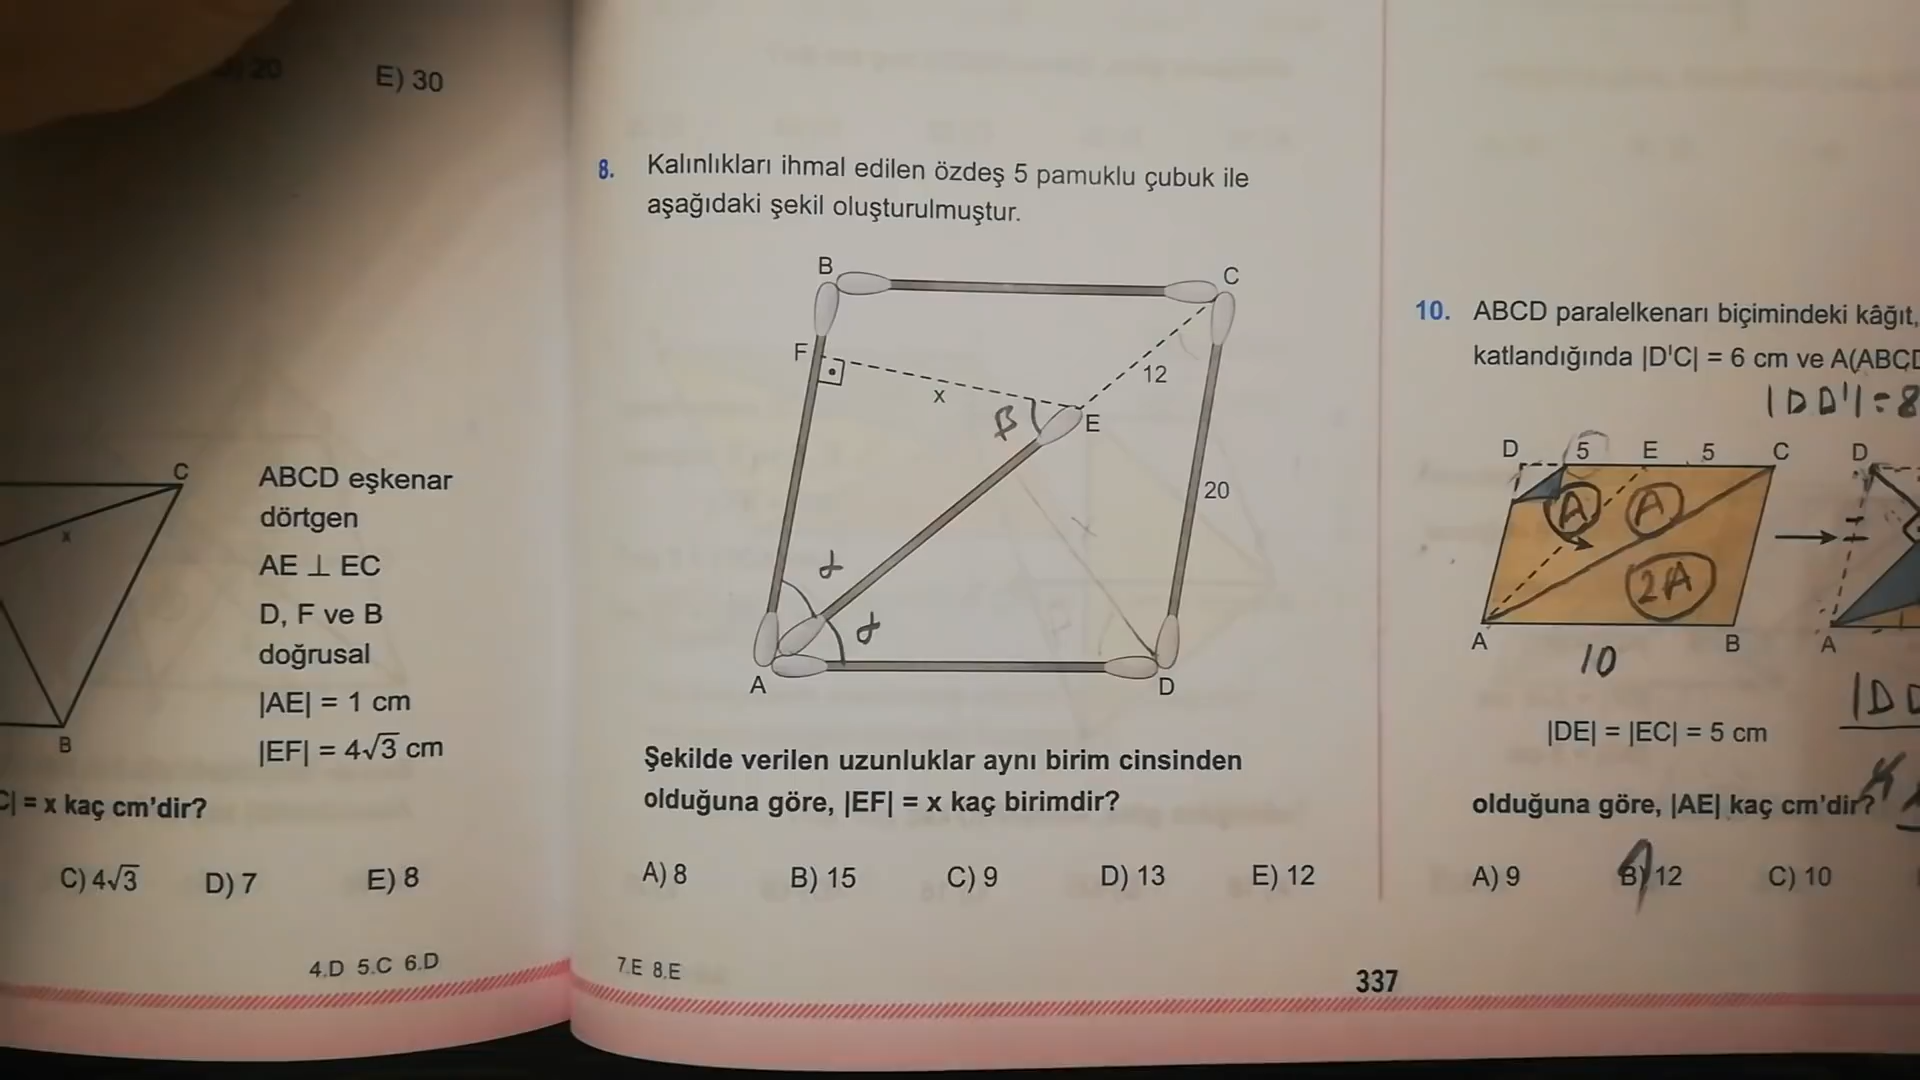 E) 30
C
x
B
ABCD eşkenar
dörtgen
AE ⊥ EC
D, F ve B
doğrusal
|AE| = 1 cm
|EF| = 4√3 cm
= x kaç cm'dir?
C) 4√3 D) 7 E) 8
4.D 5.C 6.D
8. Kalınlıkları ihmal edilen özdeş 5 pamuklu çubuk ile
aşağıdaki şekil oluşturulmuştur.
B
C
F
x
12
β
E
20
α
α
A
D
Şekilde verilen uzunluklar aynı birim cinsinden
olduğuna göre, |EF| = x kaç birimdir?
A) 8 B) 15 C) 9 D) 13 E) 12
7.E 8.E
337
10. ABCD paralelkenarı biçimindeki kâğıt,
katlandığında |D'C| = 6 cm ve A(ABCD
|DD'| = 8
D 5 E 5 C D
A A
2A
A B A
10
|DE| = |EC| = 5 cm
olduğuna göre, |AE| kaç cm'dir?
A) 9 B) 12 C) 10